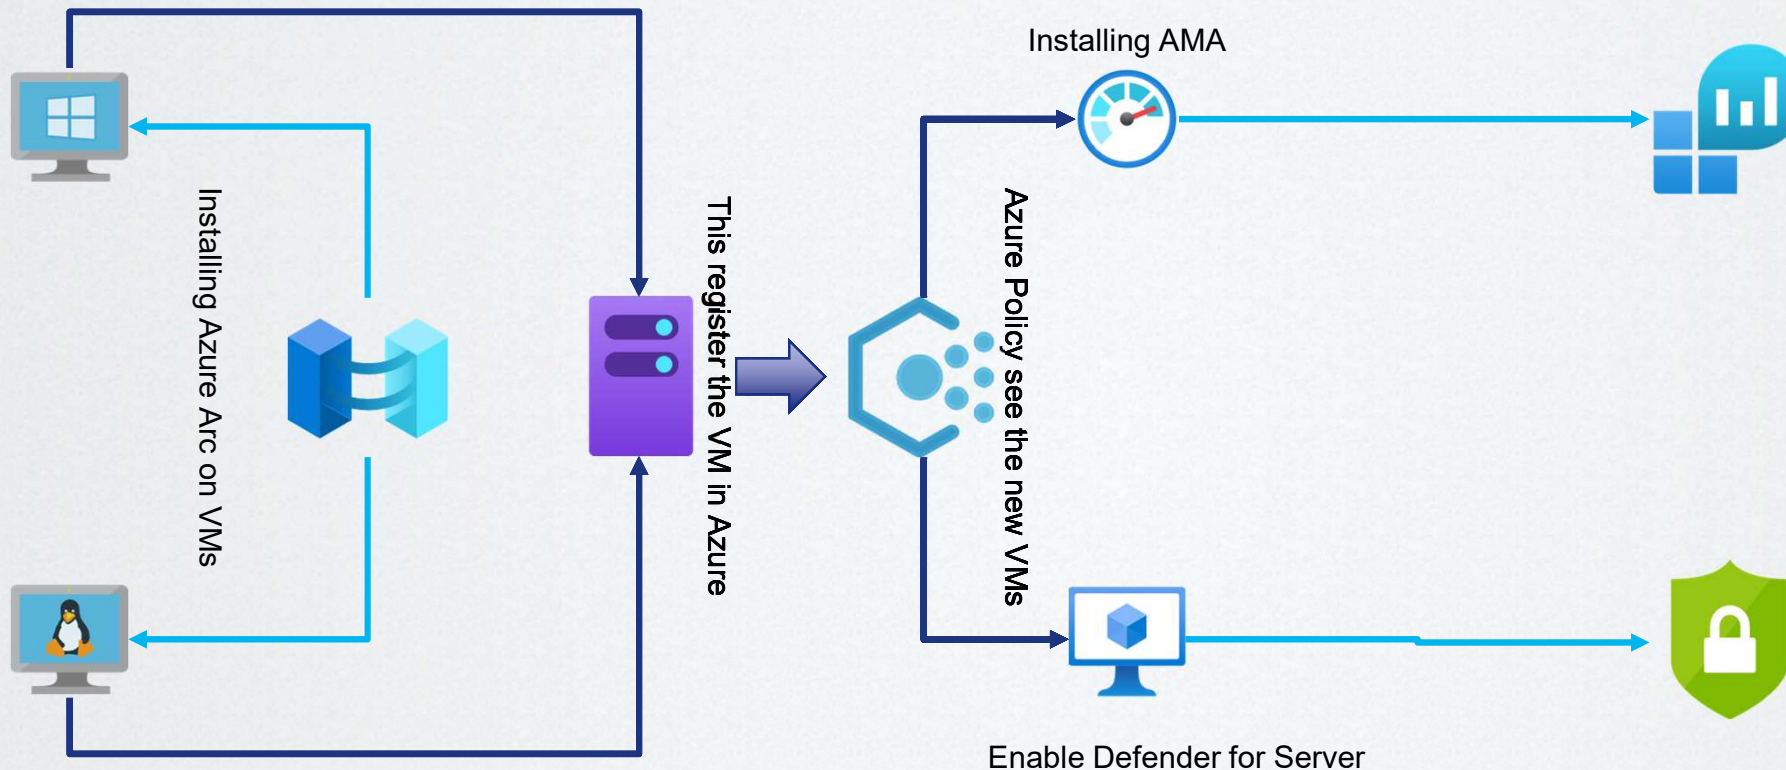 Installing AMA
Installing Azure Arc on VMs
This register the VM in Azure
Azure Policy see the new VMs
Enable Defender for Server